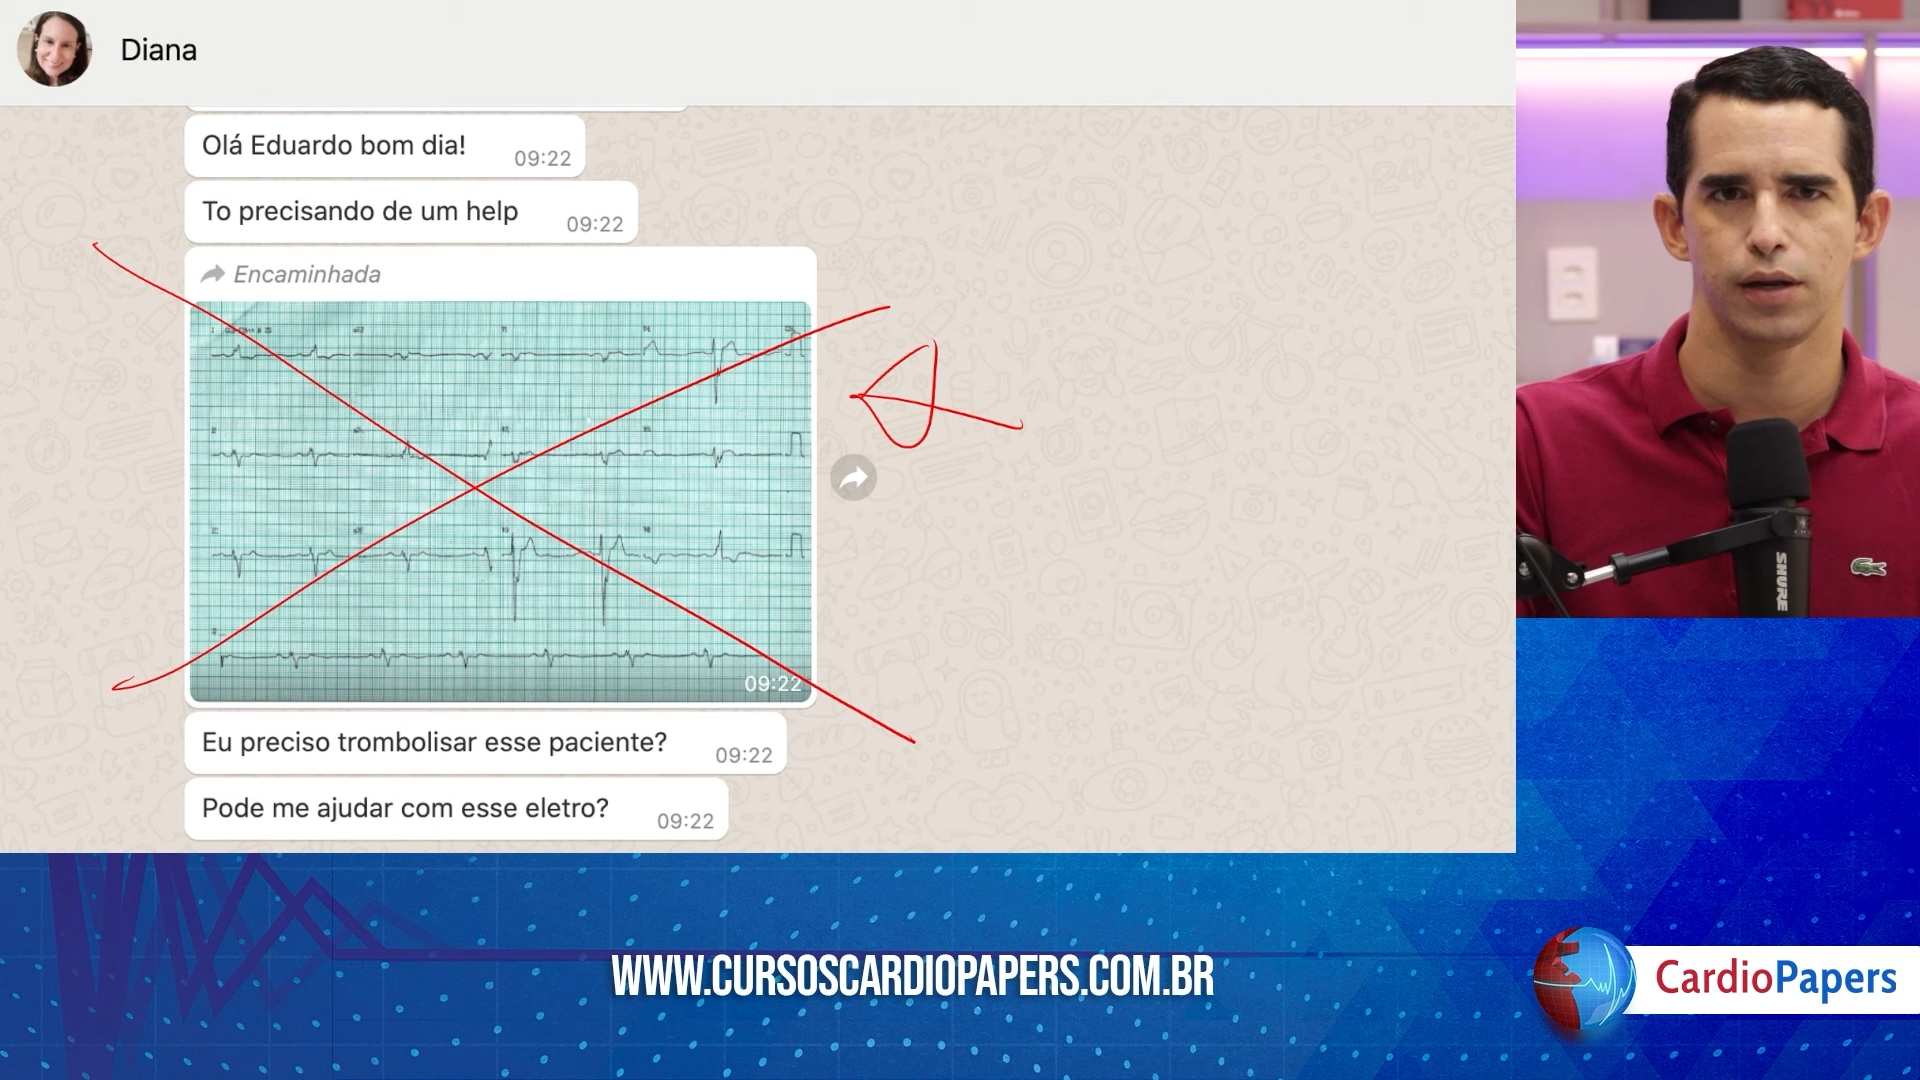 Diana
Olá Eduardo bom dia!
09:22
To precisando de um help
09:22
Encaminhada
09:22
Eu preciso trombolisar esse paciente?
09:22
Pode me ajudar com esse eletro?
09:22
SHURE
WWW.CURSOSCARDIOPAPERS.COM.BR
CardioPapers